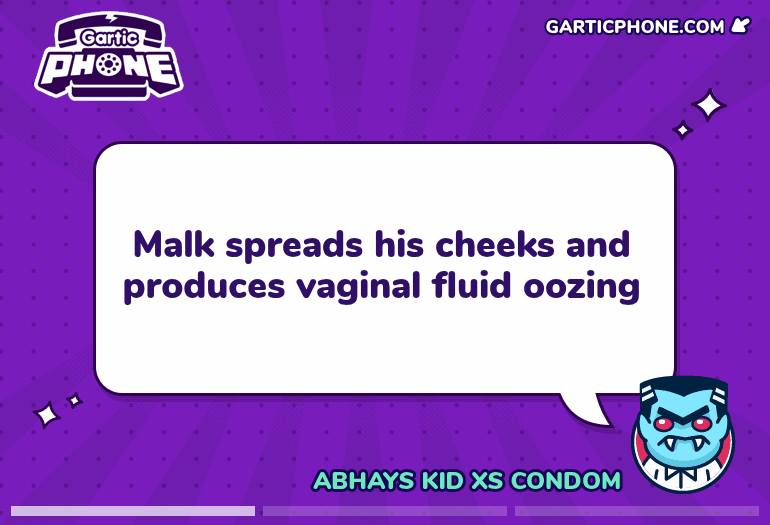 Gartic
PHONE
GARTICPHONE.COM
Malk spreads his cheeks and
produces vaginal fluid oozing
ABHAYS KID XS CONDOM